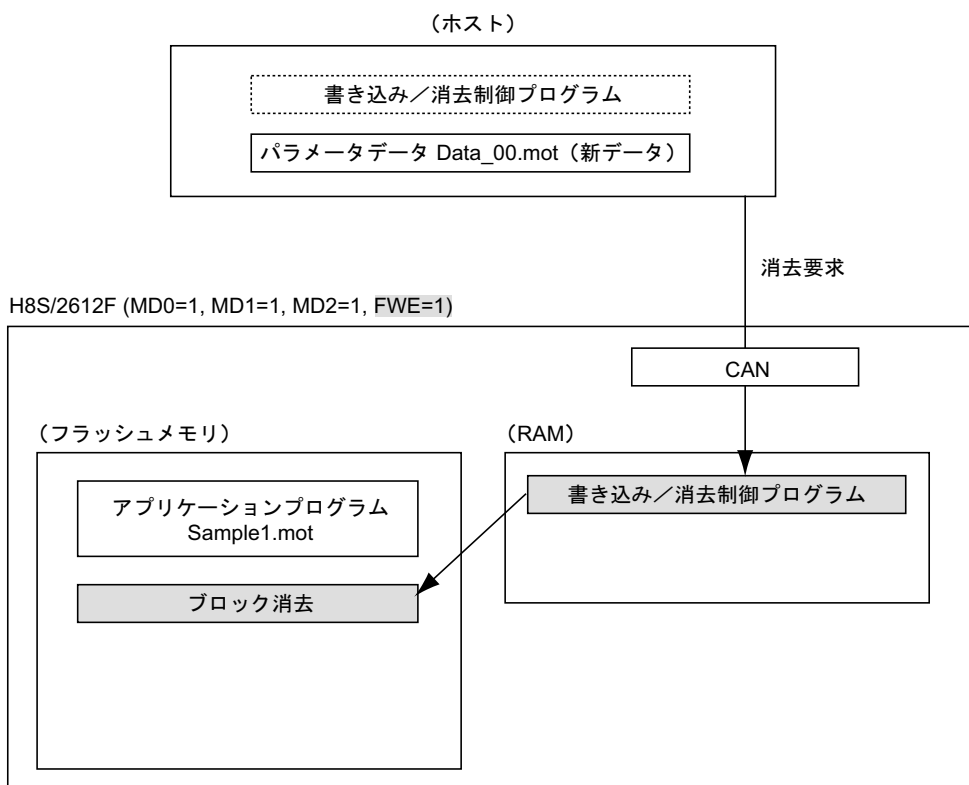 （ホスト）
書き込み／消去制御プログラム
パラメータデータ Data_00.mot（新データ）
消去要求
H8S/2612F (MD0=1, MD1=1, MD2=1, FWE=1)
CAN
（フラッシュメモリ）
（RAM）
アプリケーションプログラム
Sample1.mot
書き込み／消去制御プログラム
ブロック消去